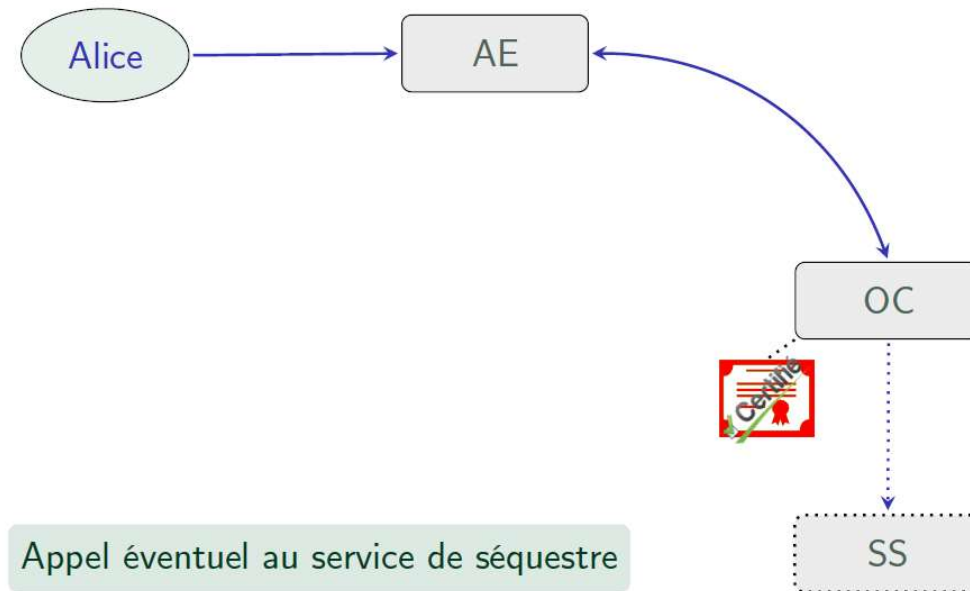 Alice
AE
OC
Certifié
Appel éventuel au service de séquestre
SS